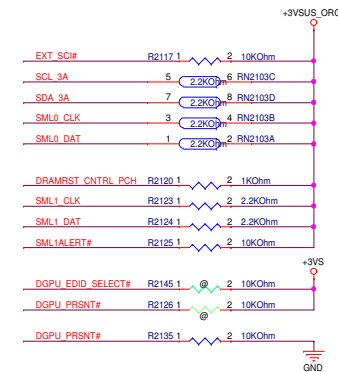 +3VSUS_ORG
EXT_SCI# R2117 1 2 10KOhm
SCL_3A 5 2.2KOhm 6 RN2103C
SDA_3A 7 2.2KOhm 8 RN2103D
SML0_CLK 3 2.2KOhm 4 RN2103B
SML0_DAT 1 2.2KOhm 2 RN2103A
DRAMRST_CNTRL_PCH R2120 1 2 1KOhm
SML1_CLK R2123 1 2 2.2KOhm
SML1_DAT R2124 1 2 2.2KOhm
SML1ALERT# R2125 1 2 10KOhm
+3VS
DGPU_EDID_SELECT# R2145 1 @ 2 10KOhm
DGPU_PRSNT# R2126 1 2 10KOhm
@
DGPU_PRSNT# R2135 1 2 10KOhm
GND